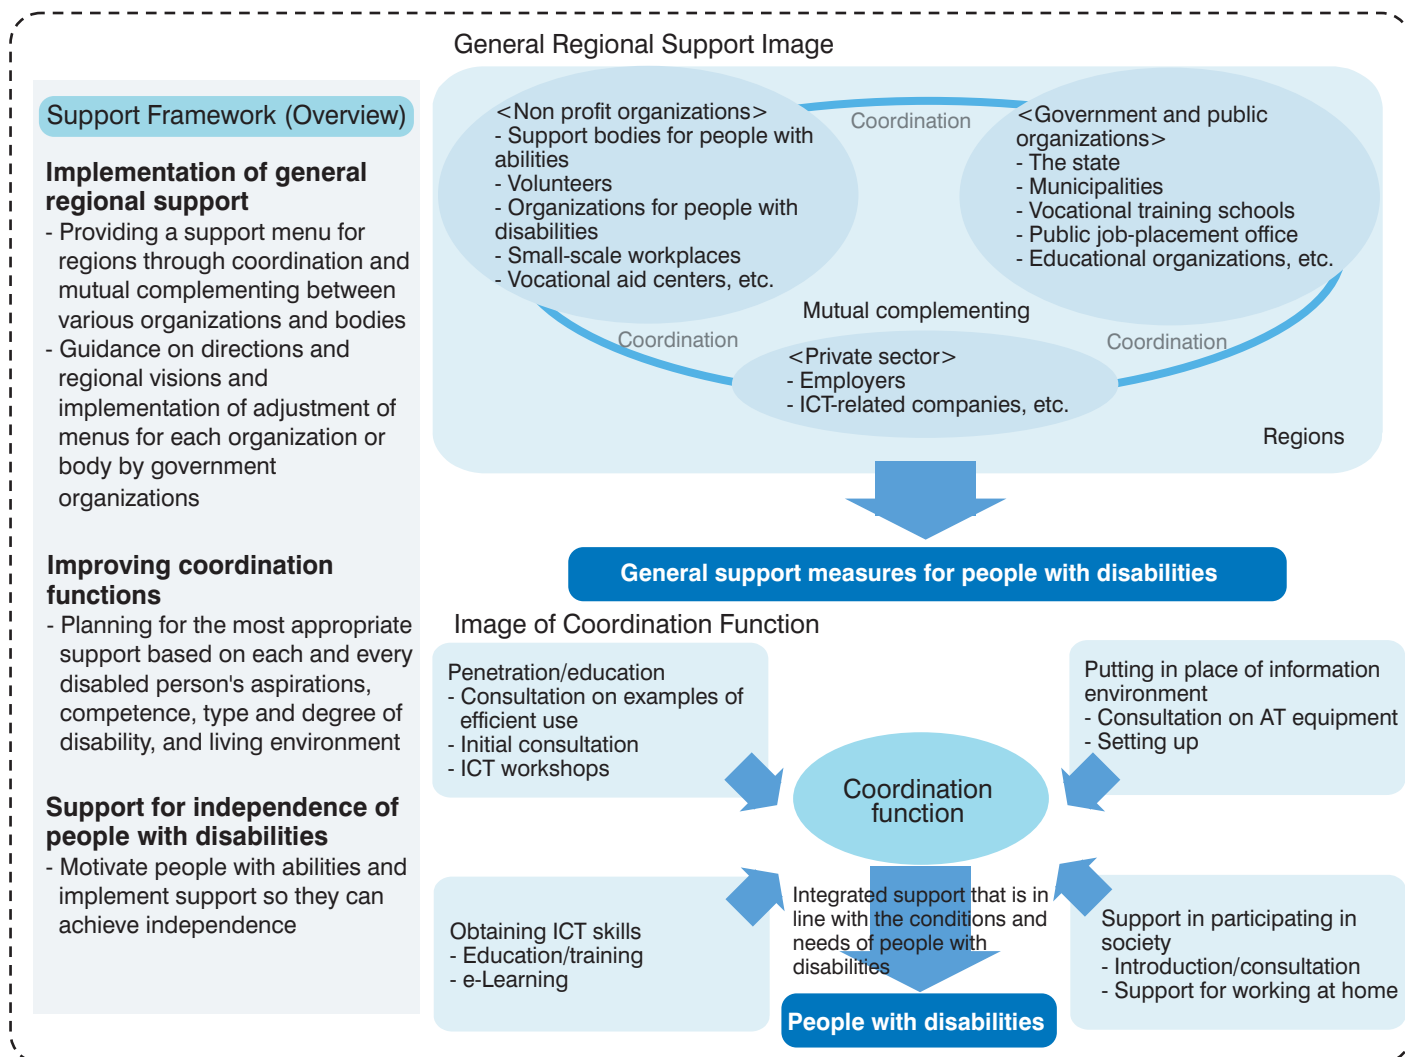 Support Framework (Overview)
Implementation of general
regional support
- Providing a support menu for
regions through coordination and
mutual complementing between
various organizations and bodies
- Guidance on directions and
regional visions and
implementation of adjustment of
menus for each organization or
body by government
organizations
Improving coordination
functions
- Planning for the most appropriate
support based on each and every
disabled person's aspirations,
competence, type and degree of
disability, and living environment
Support for independence of
people with disabilities
- Motivate people with abilities and
implement support so they can
achieve independence
General Regional Support Image
<Non profit organizations>
- Support bodies for people with
abilities
- Volunteers
- Organizations for people with
disabilities
- Small-scale workplaces
- Vocational aid centers, etc.
Coordination
<Government and public
organizations>
- The state
- Municipalities
- Vocational training schools
- Public job-placement office
- Educational organizations, etc.
Mutual complementing
Coordination
Coordination
<Private sector>
- Employers
- ICT-related companies, etc.
Regions
General support measures for people with disabilities
Image of Coordination Function
Penetration/education
- Consultation on examples of
efficient use
- Initial consultation
- ICT workshops
Putting in place of information
environment
- Consultation on AT equipment
- Setting up
Coordination
function
Obtaining ICT skills
- Education/training
- e-Learning
Integrated support that is in
line with the conditions and
needs of people with
disabilities
Support in participating in
society
- Introduction/consultation
- Support for working at home
People with disabilities